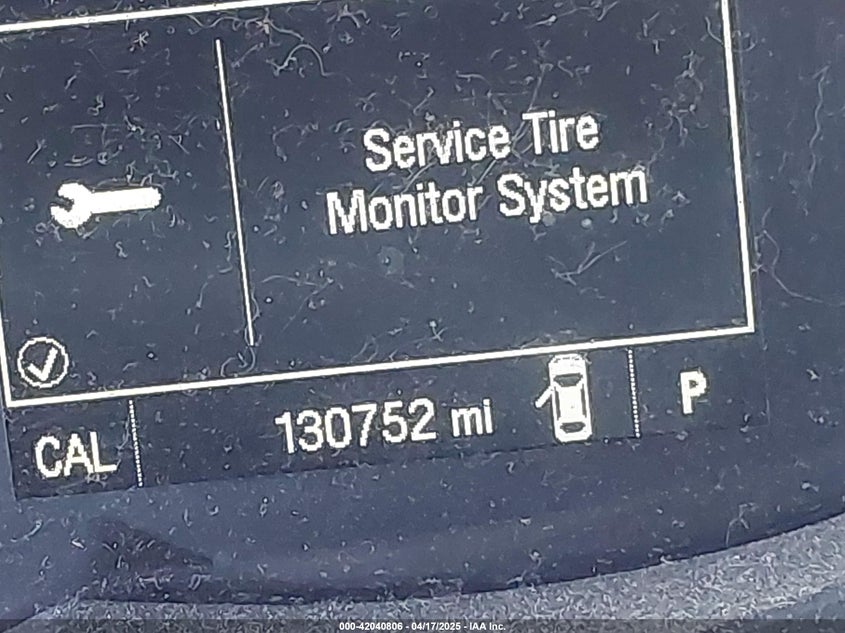 Service Tire
Monitor System
CAL
130752 mi
P
000-42040806 - 04/17/2025 - IAA Inc.